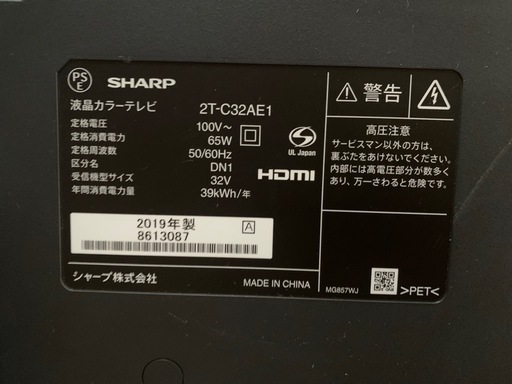 PS
E
SHARP
液晶カラーテレビ 2T-C32AE1
定格電圧 100V～
定格消費電力 65W
定格周波数 50/60Hz
区分名 DN1
受信機型サイズ 32V
年間消費電力量 39kWh/年
UL Japan
HDMI
2019年製
8613087
A
シャープ株式会社
MADE IN CHINA
警告
高圧注意
サービスマン以外の方は、
裏ぶたをあけないでください。
内部には高電圧部分が数多く
あり、万一さわると危険です。
MG857WJ
>PET<